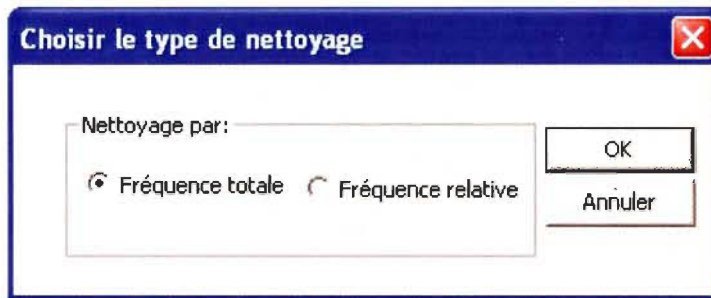 Choisir le type de nettoyage
Nettoyage par:
Fréquence totale
Fréquence relative
OK
Annuler